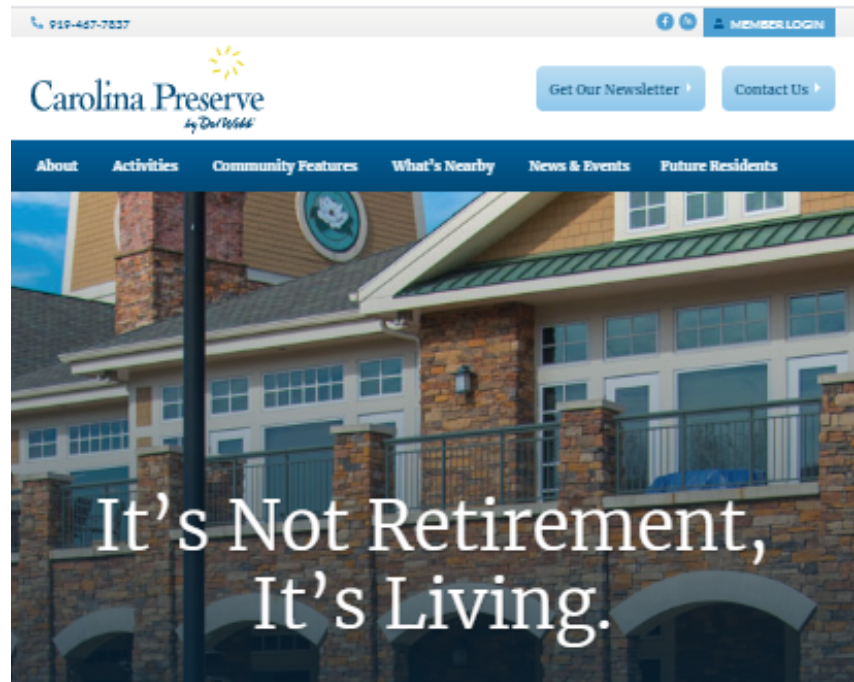 919-467-7837
MEMBER LOGIN
Carolina Preserve
by Del Webb
Get Our Newsletter
Contact Us
About Activities Community Features What's Nearby News & Events Future Residents
It's Not Retirement,
It's Living.